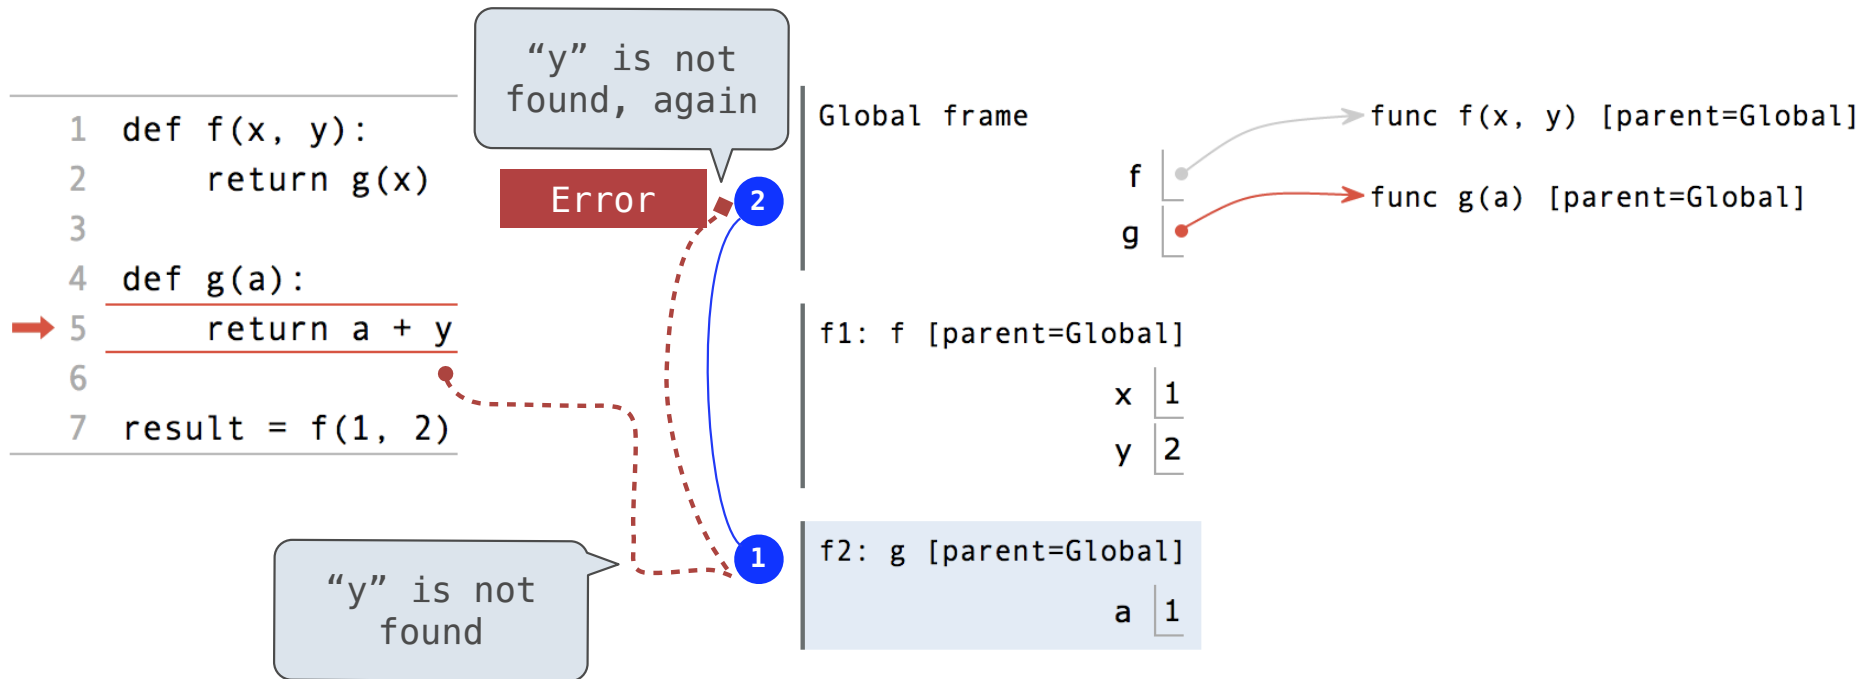 “y” is not
found, again
1 def f(x, y):
2     return g(x)
3
4 def g(a):
5     return a + y
6
7 result = f(1, 2)
Error
2
1
“y” is not
found
Global frame
f
g
func f(x, y) [parent=Global]
func g(a) [parent=Global]
f1: f [parent=Global]
x 1
y 2
f2: g [parent=Global]
a 1